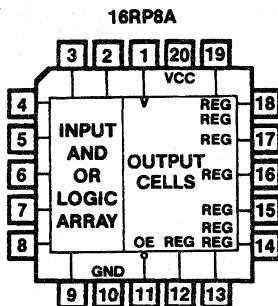 16RP8A
3 2 1 20 19
VCC
4 REG 18
REG
5 INPUT AND OR LOGIC ARRAY REG 17
6 OUTPUT CELLS REG 16
7 REG 15
REG
8 OE REG REG 14
GND
9 10 11 12 13